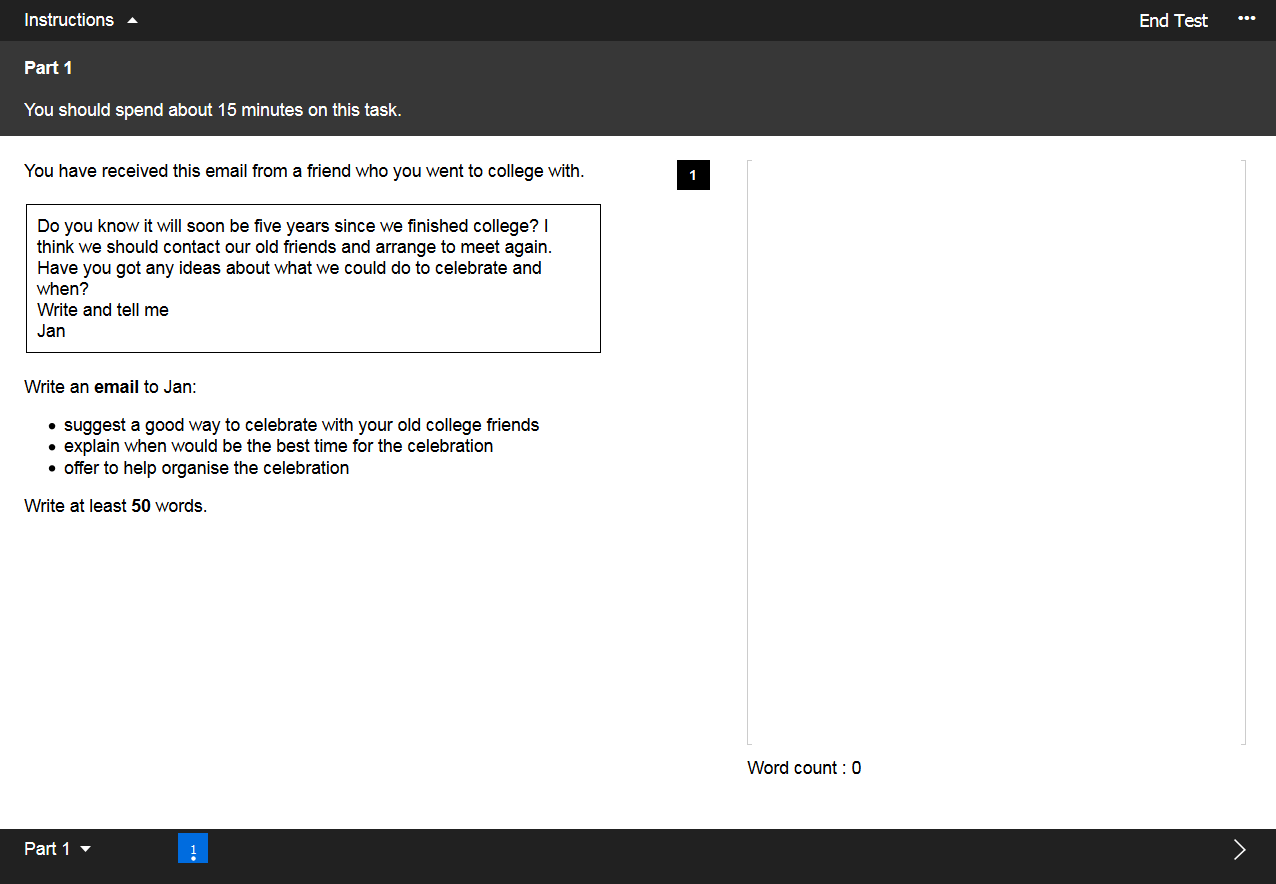 Instructions
End Test
Part 1
You should spend about 15 minutes on this task.
You have received this email from a friend who you went to college with.
1
Do you know it will soon be five years since we finished college? I
think we should contact our old friends and arrange to meet again.
Have you got any ideas about what we could do to celebrate and
when?
Write and tell me
Jan
Write an email to Jan:
• suggest a good way to celebrate with your old college friends
• explain when would be the best time for the celebration
• offer to help organise the celebration
Write at least 50 words.
Word count : 0
Part 1
1